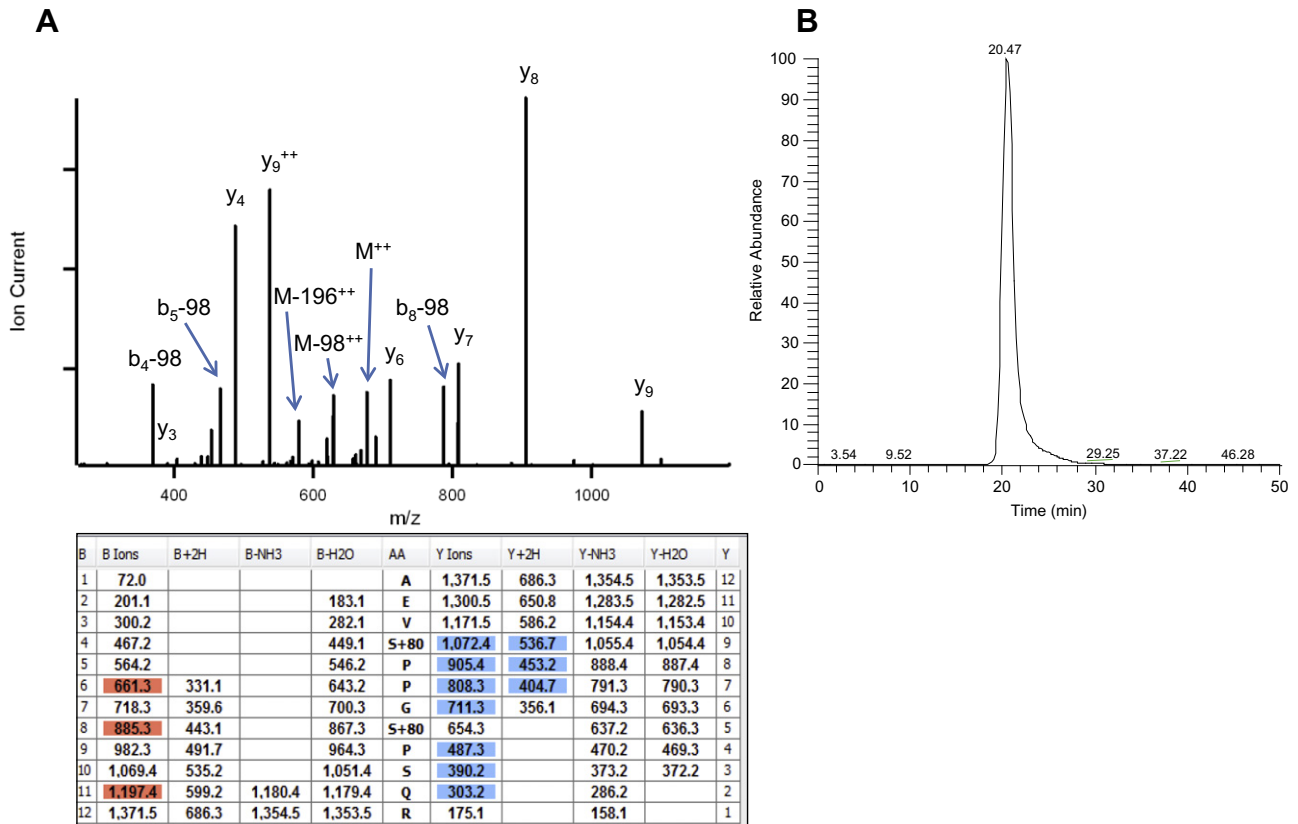 A
B
y8
y9++
y4
M++
M-196++
b5-98
b8-98
M-98++
y7
b4-98
y6
y9
y3
Ion Current
400 600 800 1000
m/z
20.47
100
90
80
70
60
50
40
30
20
10
0
Relative Abundance
3.54 9.52 29.25 37.22 46.28
0 10 20 30 40 50
Time (min)
B B Ions B+2H B-NH3 B-H2O AA Y Ions Y+2H Y-NH3 Y-H2O Y
1 72.0 A 1,371.5 686.3 1,354.5 1,353.5 12
2 201.1 183.1 E 1,300.5 650.8 1,283.5 1,282.5 11
3 300.2 282.1 V 1,171.5 586.2 1,154.4 1,153.4 10
4 467.2 449.1 S+80 1,072.4 536.7 1,055.4 1,054.4 9
5 564.2 546.2 P 905.4 453.2 888.4 887.4 8
6 661.3 331.1 643.2 P 808.3 404.7 791.3 790.3 7
7 718.3 359.6 700.3 G 711.3 356.1 694.3 693.3 6
8 885.3 443.1 867.3 S+80 654.3 637.2 636.3 5
9 982.3 491.7 964.3 P 487.3 470.2 469.3 4
10 1,069.4 535.2 1,051.4 S 390.2 373.2 372.2 3
11 1,197.4 599.2 1,180.4 1,179.4 Q 303.2 286.2 2
12 1,371.5 686.3 1,354.5 1,353.5 R 175.1 158.1 1